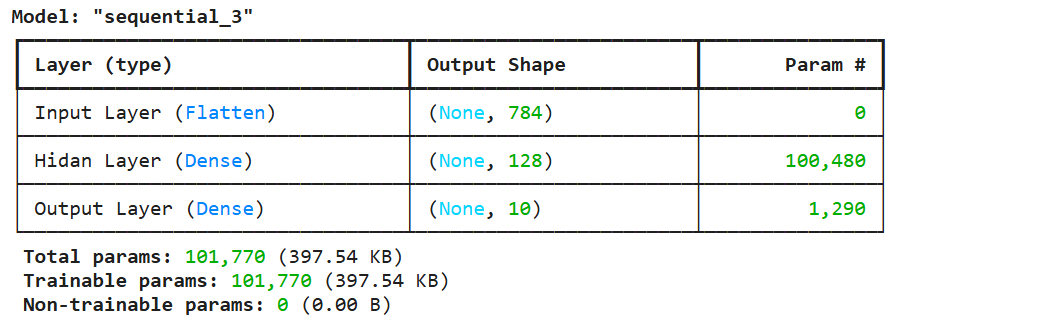 Model: "sequential_3"
Layer (type) Output Shape Param #
Input Layer (Flatten) (None, 784) 0
Hidan Layer (Dense) (None, 128) 100,480
Output Layer (Dense) (None, 10) 1,290
Total params: 101,770 (397.54 KB)
Trainable params: 101,770 (397.54 KB)
Non-trainable params: 0 (0.00 B)